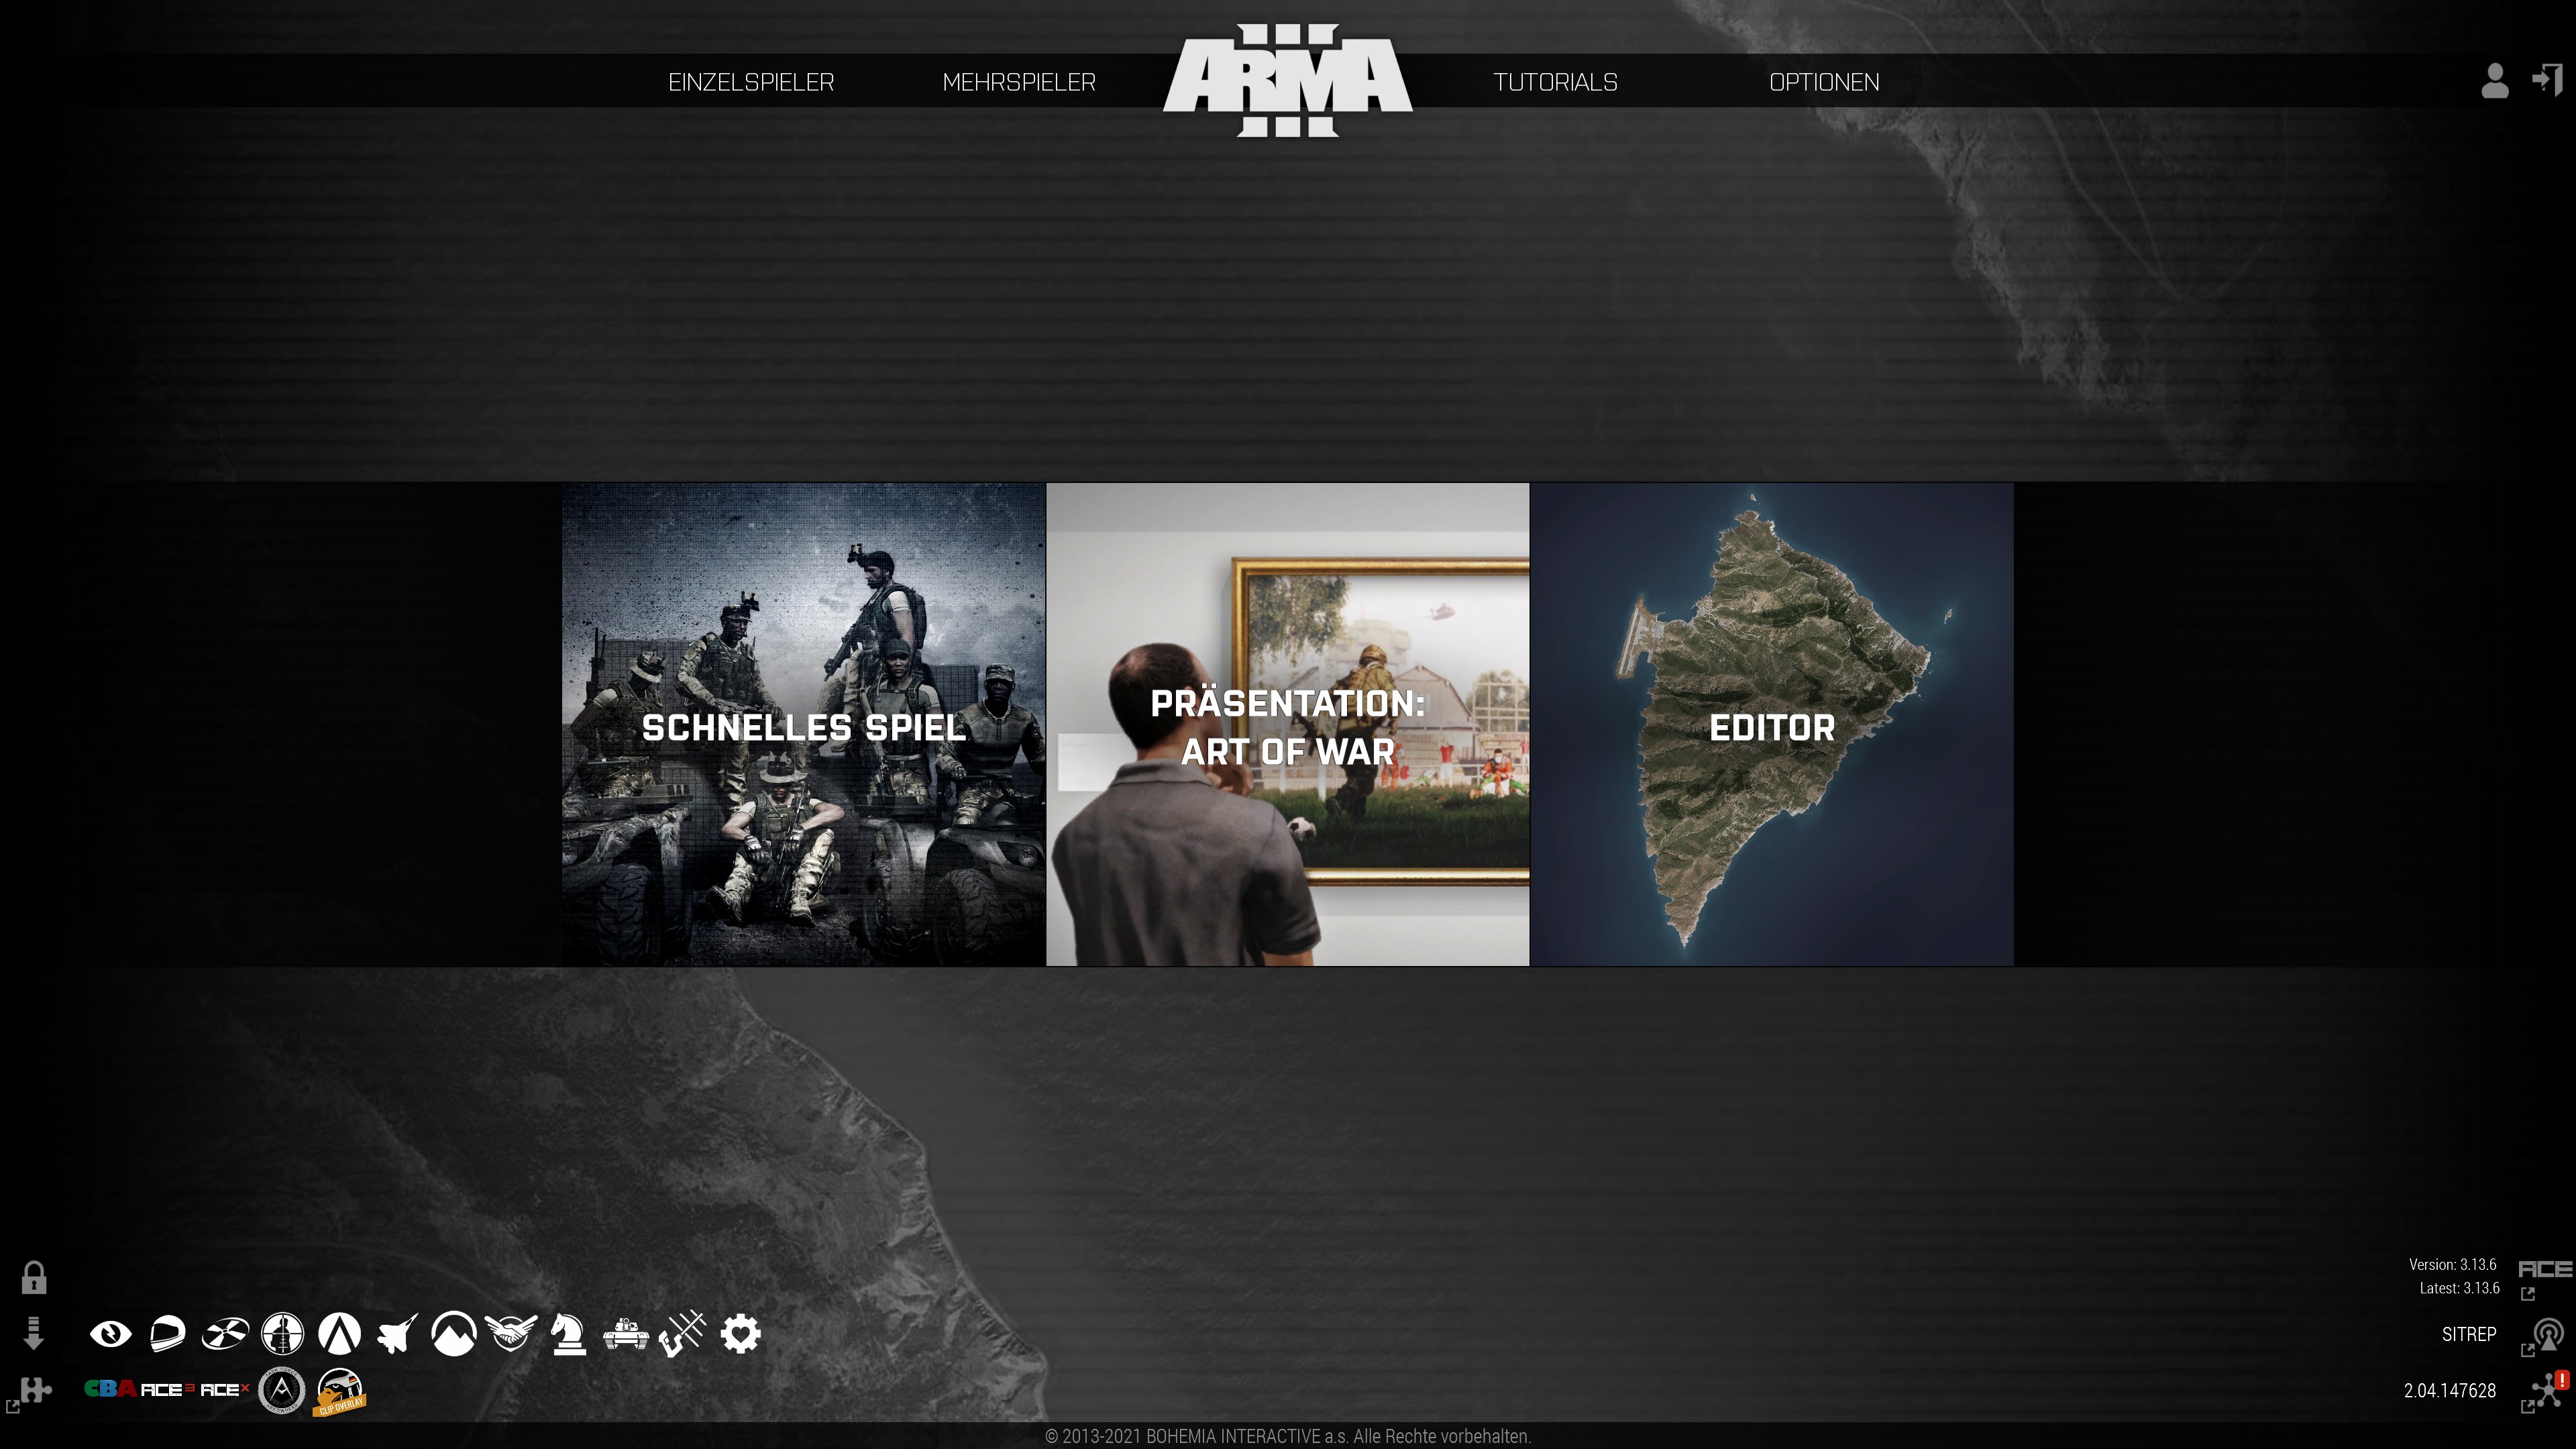 EINZELSPIELER
MEHRSPIELER
ARMA
TUTORIALS
OPTIONEN
SCHNELLES SPIEL
PRÄSENTATION:
ART OF WAR
EDITOR
Version: 3.13.6
Latest: 3.13.6
ACE
SITREP
CBA ACE3 ACEX
CLIP OVERLAY
2.04.147628
!
© 2013-2021 BOHEMIA INTERACTIVE a.s. Alle Rechte vorbehalten.